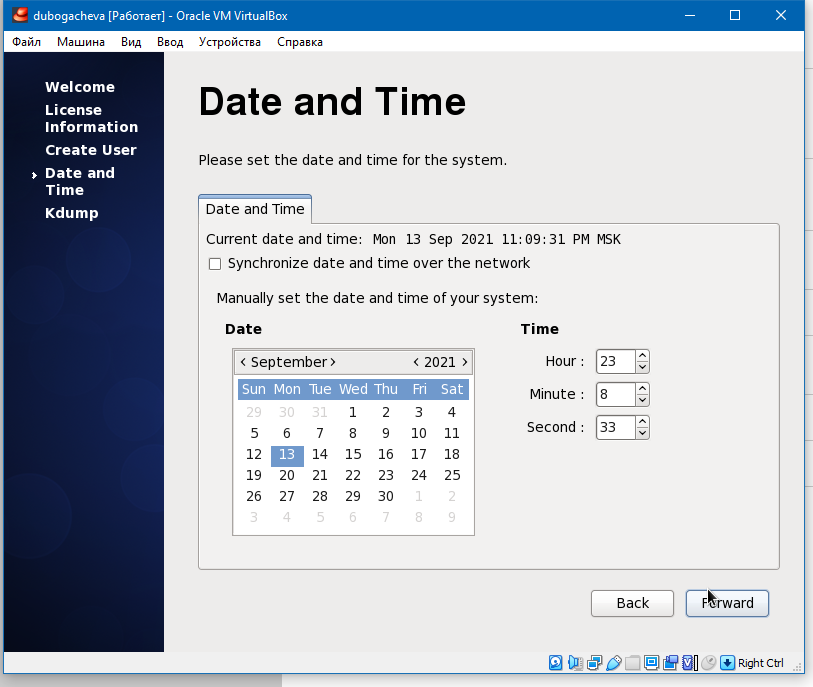 dubogacheva [Работает] - Oracle VM VirtualBox
Файл Машина Вид Ввод Устройства Справка
Welcome
License
Information
Create User
Date and
Time
Kdump
Date and Time
Please set the date and time for the system.
Date and Time
Current date and time: Mon 13 Sep 2021 11:09:31 PM MSK
Synchronize date and time over the network
Manually set the date and time of your system:
Date
‹ September › ‹ 2021 ›
Sun Mon Tue Wed Thu Fri Sat
29 30 31 1 2 3 4
5 6 7 8 9 10 11
12 13 14 15 16 17 18
19 20 21 22 23 24 25
26 27 28 29 30 1 2
3 4 5 6 7 8 9
Time
Hour : 23
Minute : 8
Second : 33
Back Forward
Right Ctrl